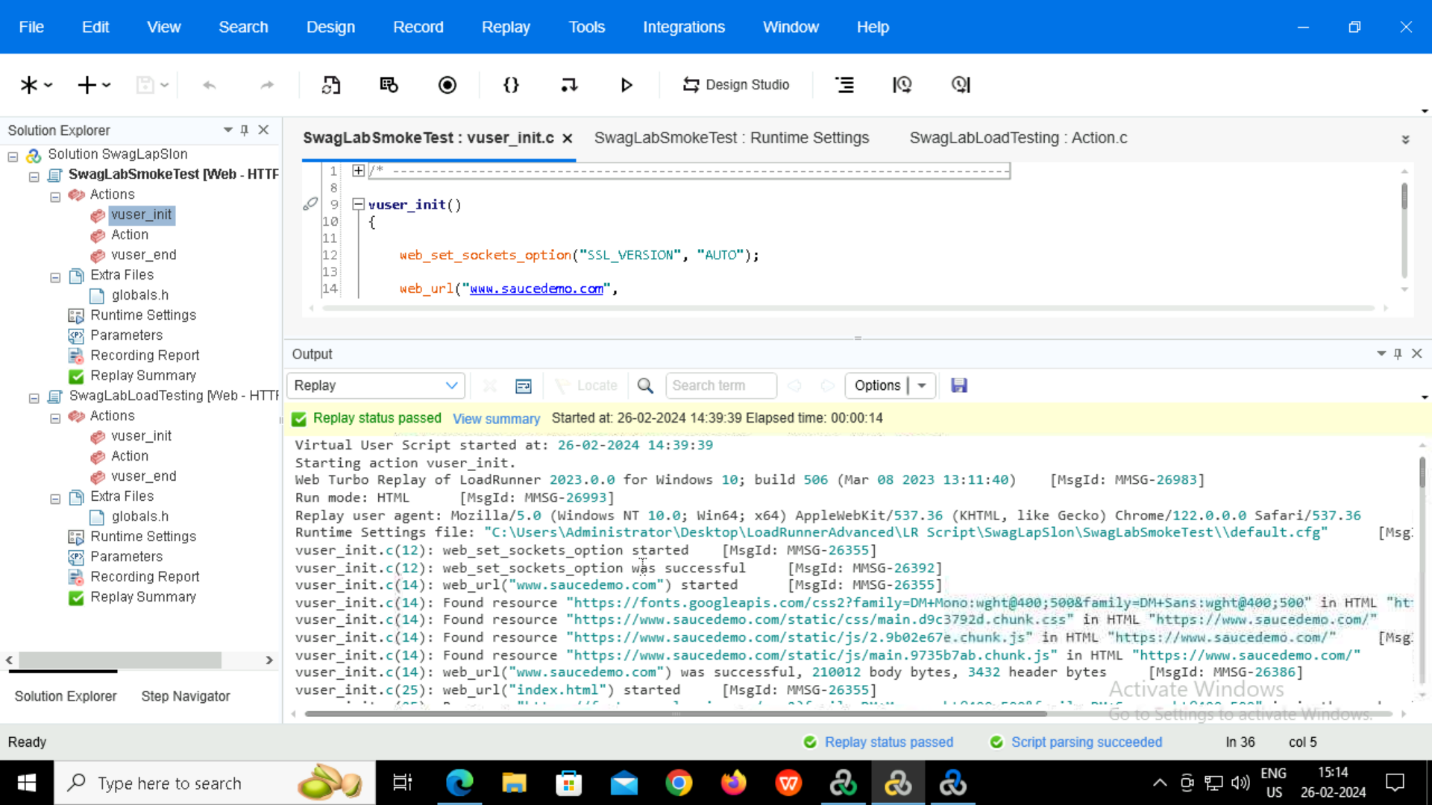 File Edit View Search Design Record Replay Tools Integrations Window Help
Design Studio
Solution Explorer
Solution SwagLapSlon
SwagLabSmokeTest [Web - HTTF
Actions
vuser_init
Action
vuser_end
Extra Files
globals.h
Runtime Settings
Parameters
Recording Report
Replay Summary
SwagLabLoadTesting [Web - HTTF
Actions
vuser_init
Action
vuser_end
Extra Files
globals.h
Runtime Settings
Parameters
Recording Report
Replay Summary
Solution Explorer Step Navigator
SwagLabSmokeTest : vuser_init.c SwagLabSmokeTest : Runtime Settings SwagLabLoadTesting : Action.c
1 /* -------------------------------------------------------------------------------
8
9 vuser_init()
10 {
11
12 web_set_sockets_option("SSL_VERSION", "AUTO");
13
14 web_url("www.saucedemo.com",
Output
Replay Locate Search term Options
Replay status passed View summary Started at: 26-02-2024 14:39:39 Elapsed time: 00:00:14
Virtual User Script started at: 26-02-2024 14:39:39
Starting action vuser_init.
Web Turbo Replay of LoadRunner 2023.0.0 for Windows 10; build 506 (Mar 08 2023 13:11:40) [MsgId: MMSG-26983]
Run mode: HTML [MsgId: MMSG-26993]
Replay user agent: Mozilla/5.0 (Windows NT 10.0; Win64; x64) AppleWebKit/537.36 (KHTML, like Gecko) Chrome/122.0.0.0 Safari/537.36
Runtime Settings file: "C:\Users\Administrator\Desktop\LoadRunnerAdvanced\LR Script\SwagLapSlon\SwagLabSmokeTest\\default.cfg" [Msg
vuser_init.c(12): web_set_sockets_option started [MsgId: MMSG-26355]
vuser_init.c(12): web_set_sockets_option was successful [MsgId: MMSG-26392]
vuser_init.c(14): web_url("www.saucedemo.com") started [MsgId: MMSG-26355]
vuser_init.c(14): Found resource "https://fonts.googleapis.com/css2?family=DM+Mono:wght@400;500&family=DM+Sans:wght@400;500" in HTML "ht
vuser_init.c(14): Found resource "https://www.saucedemo.com/static/css/main.d9c3792d.chunk.css" in HTML "https://www.saucedemo.com/"
vuser_init.c(14): Found resource "https://www.saucedemo.com/static/js/2.9b02e67e.chunk.js" in HTML "https://www.saucedemo.com/" [Msg
vuser_init.c(14): Found resource "https://www.saucedemo.com/static/js/main.9735b7ab.chunk.js" in HTML "https://www.saucedemo.com/"
vuser_init.c(14): web_url("www.saucedemo.com") was successful, 210012 body bytes, 3432 header bytes [MsgId: MMSG-26386]
vuser_init.c(25): web_url("index.html") started [MsgId: MMSG-26355]
Activate Windows
Go to Settings to activate Windows.
Ready Replay status passed Script parsing succeeded ln 36 col 5
Type here to search
ENG
US
15:14
26-02-2024